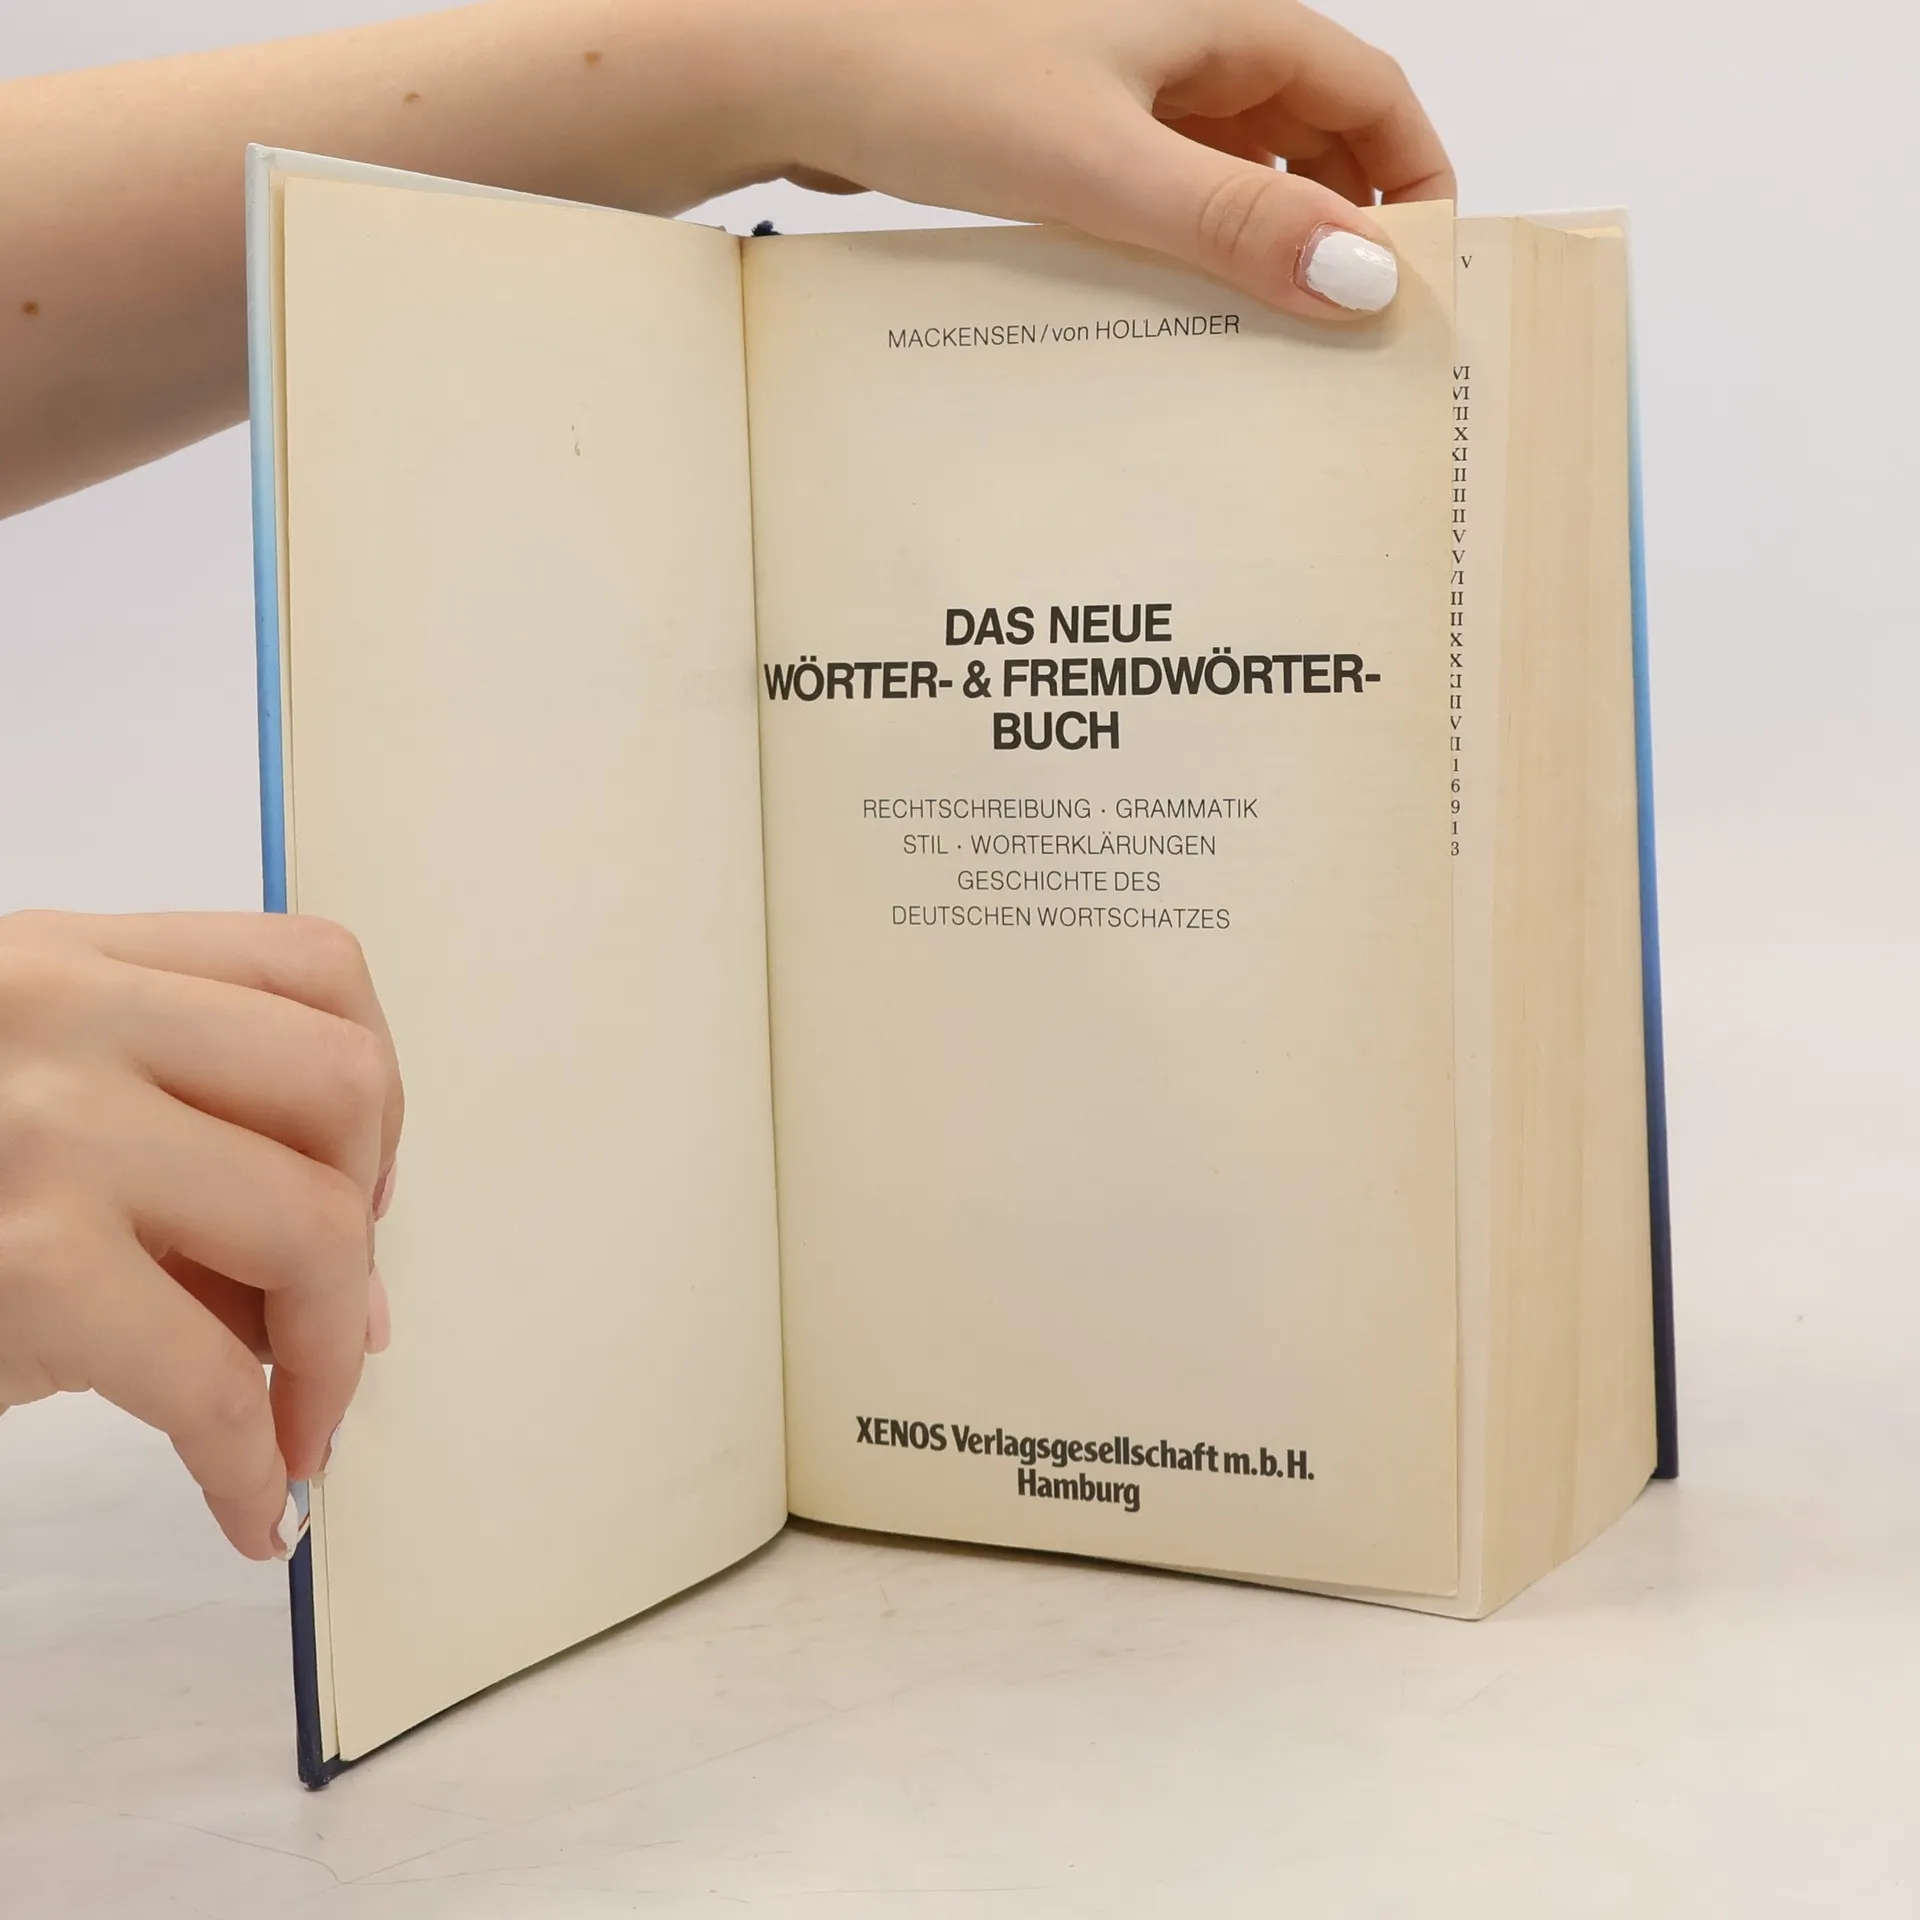 MACKENSEN/von HOLLANDER
DAS NEUE
WÖRTER- & FREMDWÖRTER-
BUCH
RECHTSCHREIBUNG · GRAMMATIK
STIL · WORTERKLÄRUNGEN
GESCHICHTE DES
DEUTSCHEN WORTSCHATZES
XENOS Verlagsgesellschaft m.b.H.
Hamburg
V